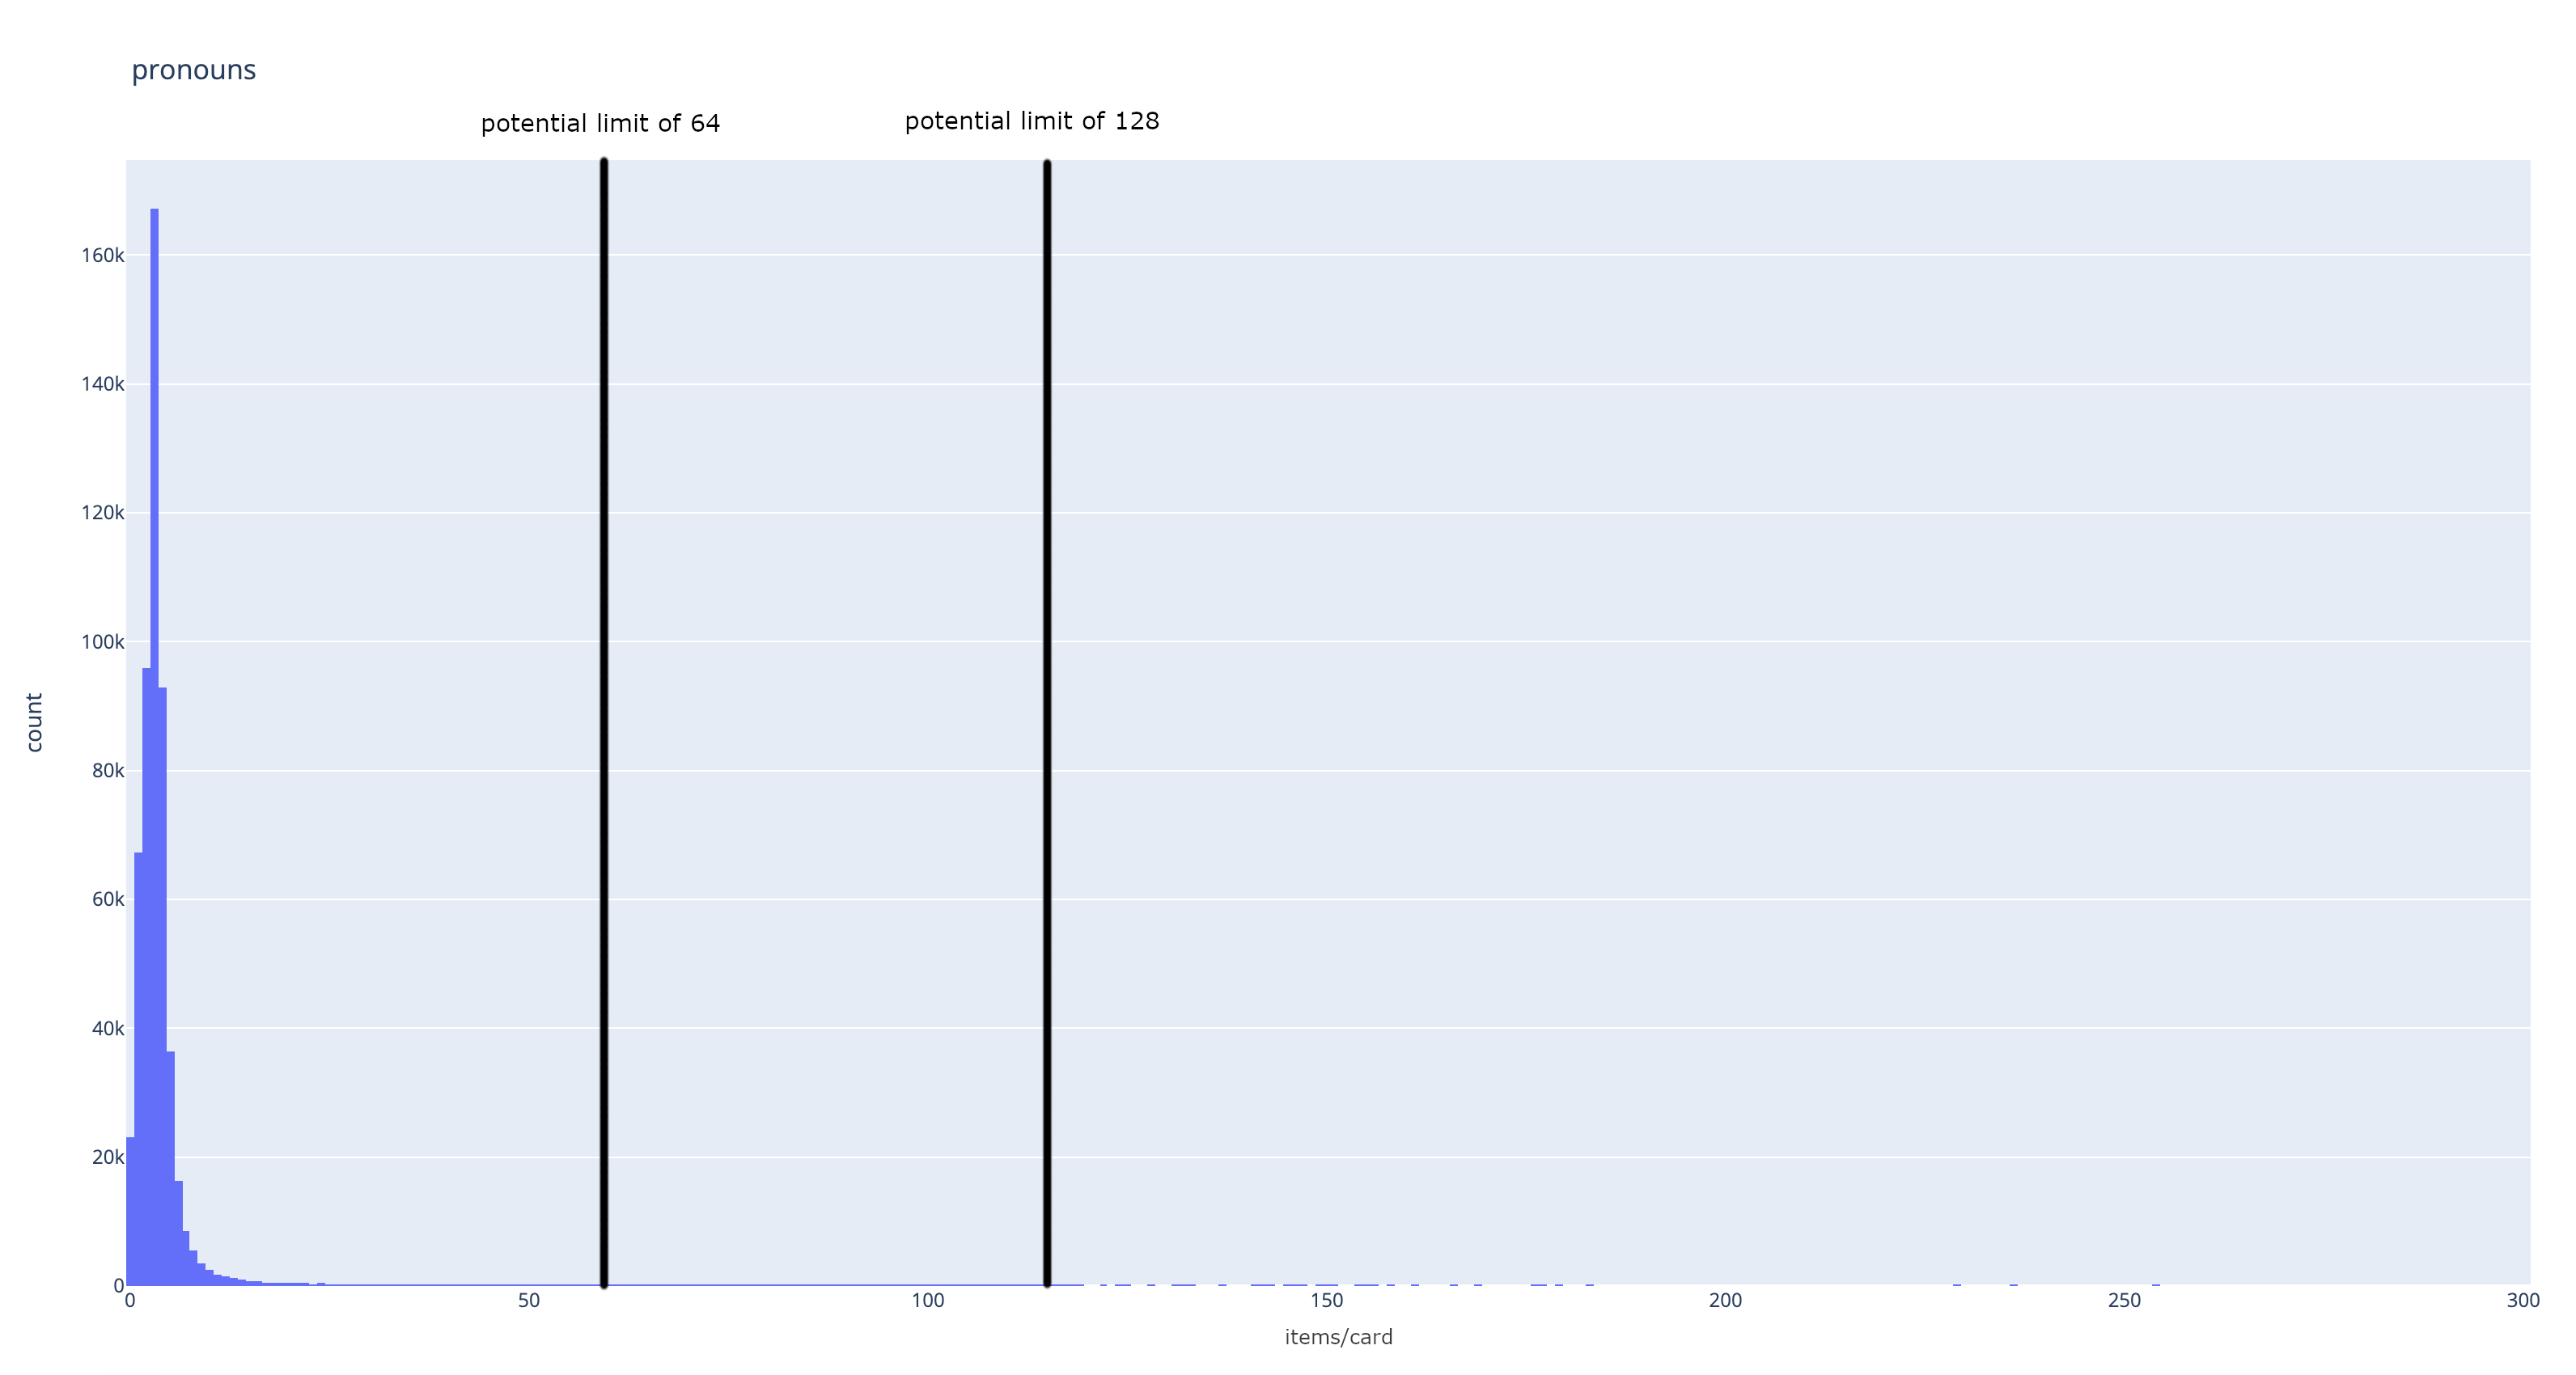 pronouns
potential limit of 64
potential limit of 128
160k
140k
120k
100k
80k
60k
40k
20k
0
count
0 50 100 150 200 250 300
items/card